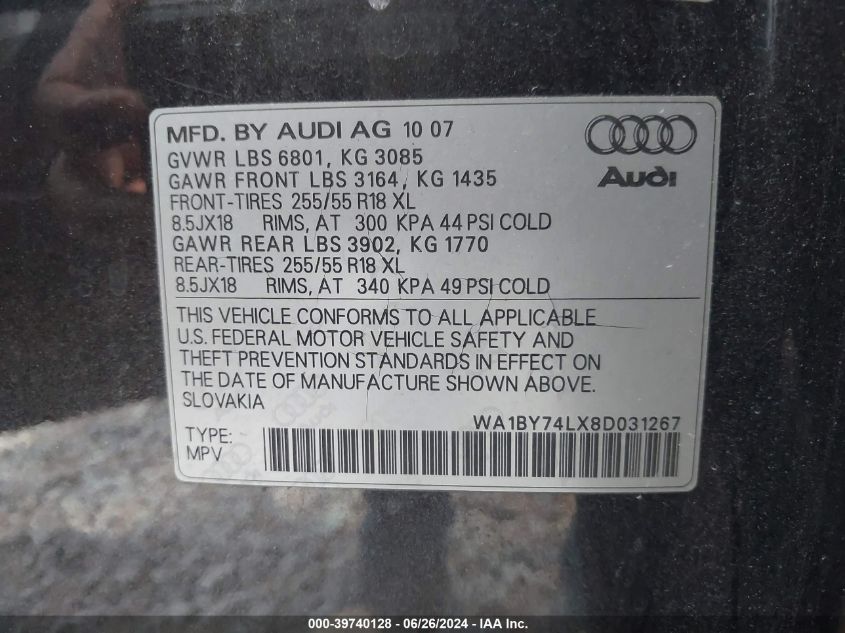 MFD. BY AUDI AG 10 07
GVWR LBS 6801, KG 3085
GAWR FRONT LBS 3164, KG 1435
FRONT-TIRES 255/55 R18 XL
8.5JX18 RIMS, AT 300 KPA 44 PSI COLD
GAWR REAR LBS 3902, KG 1770
REAR-TIRES 255/55 R18 XL
8.5JX18 RIMS, AT 340 KPA 49 PSI COLD
Audi
THIS VEHICLE CONFORMS TO ALL APPLICABLE
U.S. FEDERAL MOTOR VEHICLE SAFETY AND
THEFT PREVENTION STANDARDS IN EFFECT ON
THE DATE OF MANUFACTURE SHOWN ABOVE.
SLOVAKIA
WA1BY74LX8D031267
TYPE:
MPV
000-39740128 - 06/26/2024 - IAA Inc.